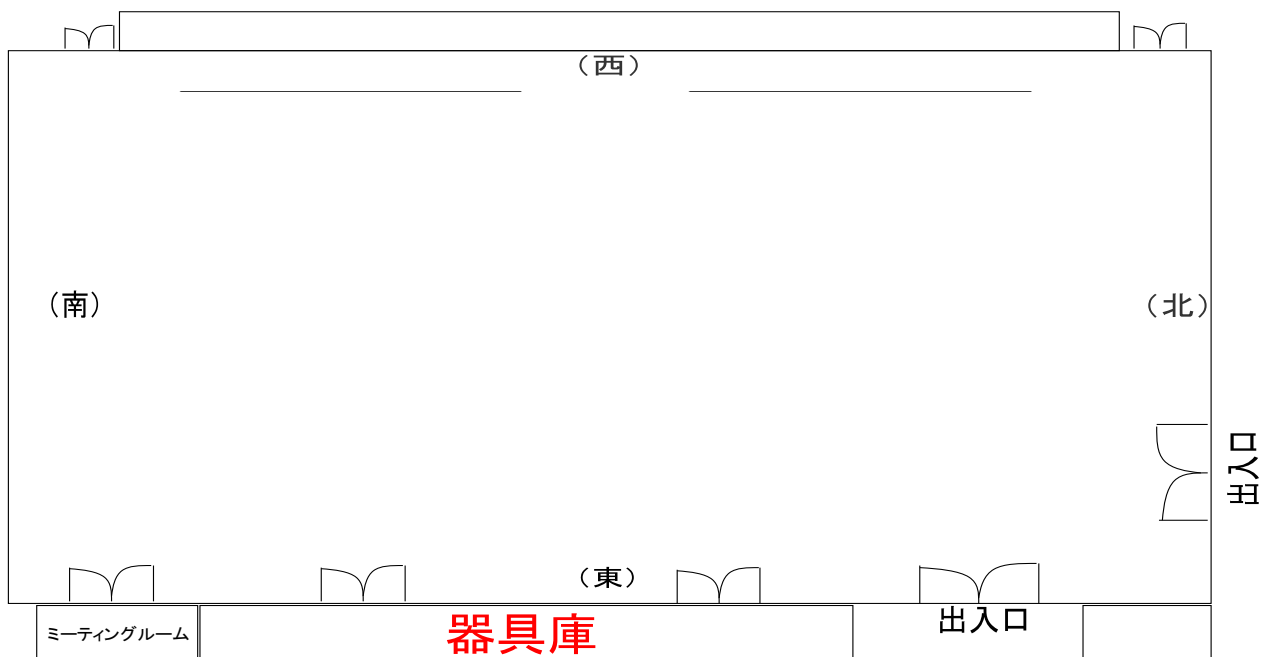 （西）
（南）
（北）
出入口
（東）
出入口
ミーティングルーム
器具庫